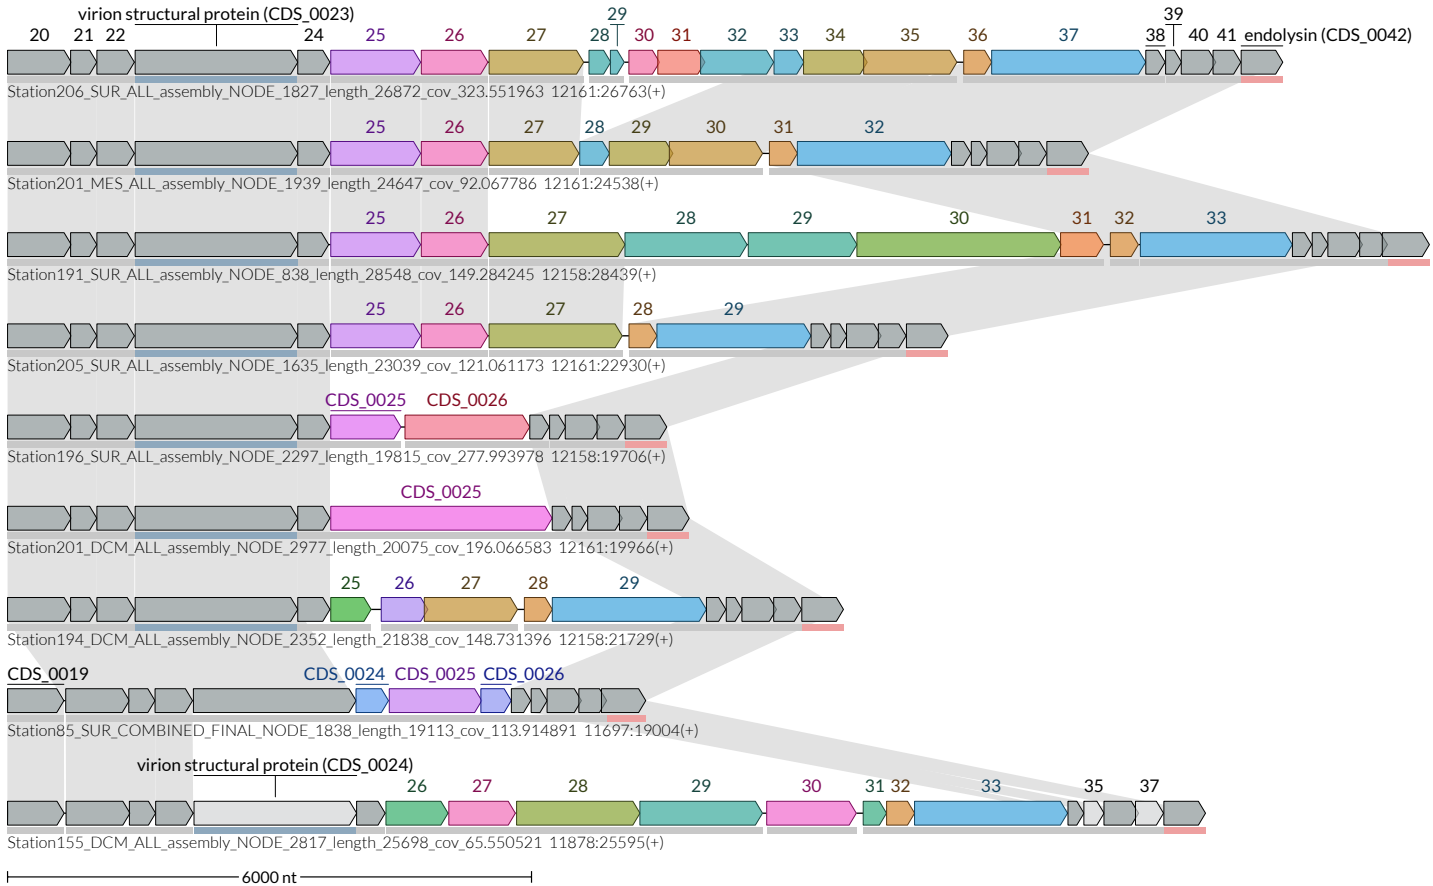 virion structural protein (CDS_0023)
29
39
20 21 22 24 25 26 27 28 30 31 32 33 34 35 36 37 38 40 41 endolysin (CDS_0042)
Station206_SUR_ALL_assembly_NODE_1827_length_26872_cov_323.551963 12161:26763(+)
25 26 27 28 29 30 31 32
Station201_MES_ALL_assembly_NODE_1939_length_24647_cov_92.067786 12161:24538(+)
25 26 27 28 29 30 31 32 33
Station191_SUR_ALL_assembly_NODE_838_length_28548_cov_149.284245 12158:28439(+)
25 26 27 28 29
Station205_SUR_ALL_assembly_NODE_1635_length_23039_cov_121.061173 12161:22930(+)
CDS_0025 CDS_0026
Station196_SUR_ALL_assembly_NODE_2297_length_19815_cov_277.993978 12158:19706(+)
CDS_0025
Station201_DCM_ALL_assembly_NODE_2977_length_20075_cov_196.066583 12161:19966(+)
25 26 27 28 29
Station194_DCM_ALL_assembly_NODE_2352_length_21838_cov_148.731396 12158:21729(+)
CDS_0019 CDS_0024 CDS_0025 CDS_0026
Station85_SUR_COMBINED_FINAL_NODE_1838_length_19113_cov_113.914891 11697:19004(+)
virion structural protein (CDS_0024)
26 27 28 29 30 31 32 33 35 37
Station155_DCM_ALL_assembly_NODE_2817_length_25698_cov_65.550521 11878:25595(+)
6000 nt